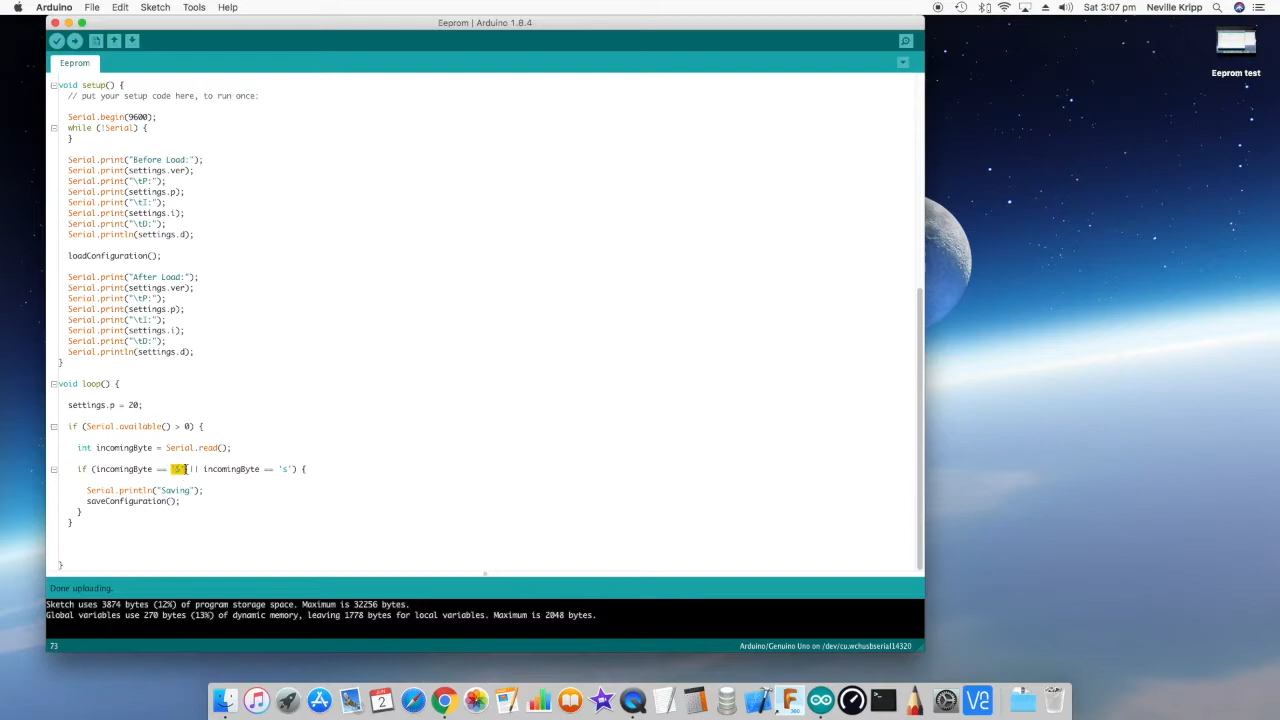 Arduino File Edit Sketch Tools Help Sat 3:07 pm Neville Kripp
Eeprom | Arduino 1.8.4
Eeprom
Eeprom test
void setup() {
// put your setup code here, to run once:
Serial.begin(9600);
while (!Serial) {
}
Serial.print("Before Load:");
Serial.print(settings.ver);
Serial.print("\tP:");
Serial.print(settings.p);
Serial.print("\tI:");
Serial.print(settings.i);
Serial.print("\tD:");
Serial.println(settings.d);
loadConfiguration();
Serial.print("After Load:");
Serial.print(settings.ver);
Serial.print("\tP:");
Serial.print(settings.p);
Serial.print("\tI:");
Serial.print(settings.i);
Serial.print("\tD:");
Serial.println(settings.d);
}
void loop() {
settings.p = 20;
if (Serial.available() > 0) {
int incomingByte = Serial.read();
if (incomingByte == 'S' || incomingByte == 's') {
Serial.println("Saving");
saveConfiguration();
}
}
}
Done uploading.
Sketch uses 3874 bytes (12%) of program storage space. Maximum is 32256 bytes.
Global variables use 270 bytes (13%) of dynamic memory, leaving 1778 bytes for local variables. Maximum is 2048 bytes.
73 Arduino/Genuino Uno on /dev/cu.wchusbserial14320